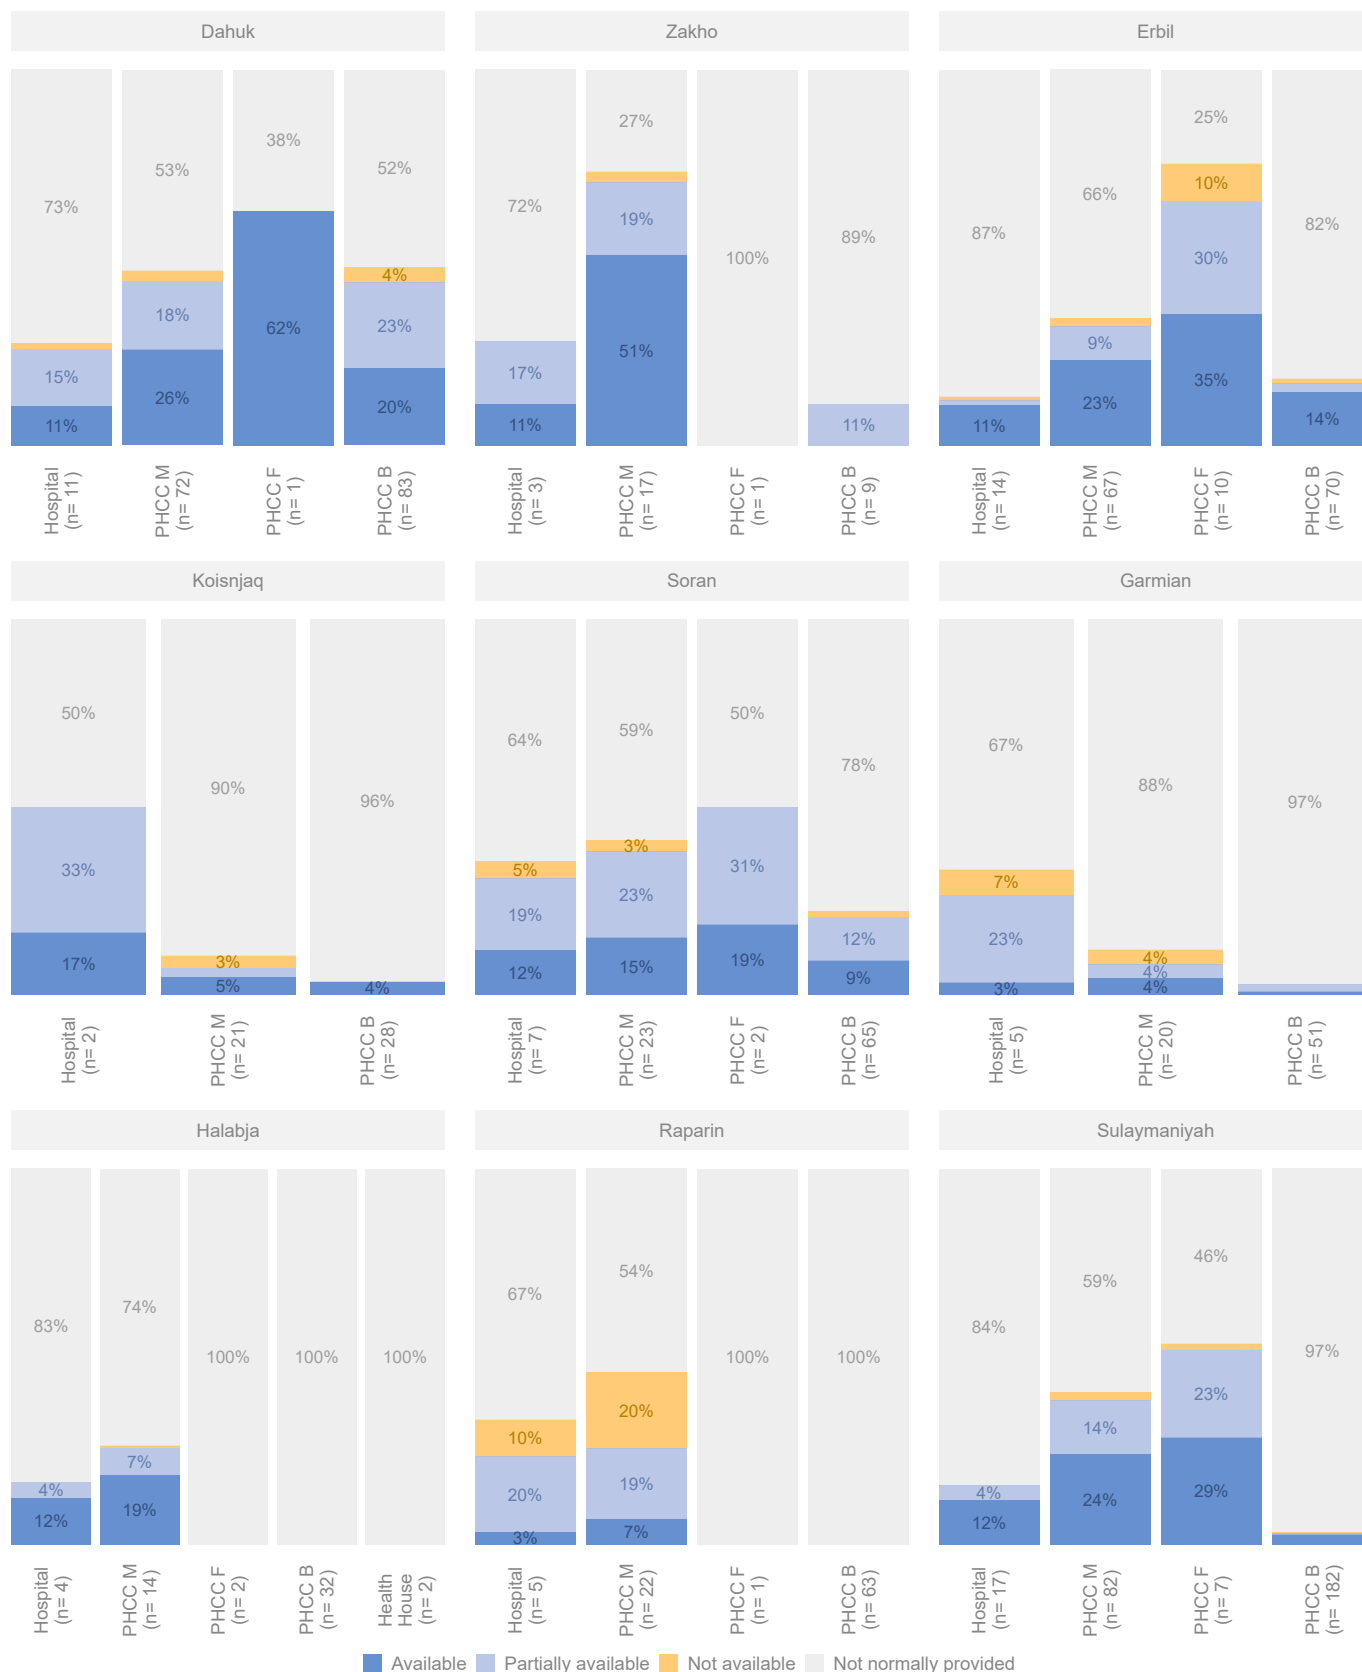 Dahuk
Zakho
Erbil
73%
15%
11%
53%
18%
26%
38%
62%
52%
4%
23%
20%
72%
17%
11%
27%
19%
51%
100%
89%
11%
87%
11%
66%
9%
23%
25%
10%
30%
35%
82%
14%
Hospital
(n= 11)
PHCC M
(n= 72)
PHCC F
(n= 1)
PHCC B
(n= 83)
Hospital
(n= 3)
PHCC M
(n= 17)
PHCC F
(n= 1)
PHCC B
(n= 9)
Hospital
(n= 14)
PHCC M
(n= 67)
PHCC F
(n= 10)
PHCC B
(n= 70)
Koisnjaq
Soran
Garmian
50%
33%
17%
90%
3%
5%
96%
4%
64%
5%
19%
12%
59%
3%
23%
15%
50%
31%
19%
78%
12%
9%
67%
7%
23%
3%
88%
4%
4%
4%
97%
Hospital
(n= 2)
PHCC M
(n= 21)
PHCC B
(n= 28)
Hospital
(n= 7)
PHCC M
(n= 23)
PHCC F
(n= 2)
PHCC B
(n= 65)
Hospital
(n= 5)
PHCC M
(n= 20)
PHCC B
(n= 51)
Halabja
Raparin
Sulaymaniyah
83%
4%
12%
74%
7%
19%
100%
100%
100%
67%
10%
20%
3%
54%
20%
19%
7%
100%
100%
84%
4%
12%
59%
14%
24%
46%
23%
29%
97%
Hospital
(n= 4)
PHCC M
(n= 14)
PHCC F
(n= 2)
PHCC B
(n= 32)
Health
House
(n= 2)
Hospital
(n= 5)
PHCC M
(n= 22)
PHCC F
(n= 1)
PHCC B
(n= 63)
Hospital
(n= 17)
PHCC M
(n= 82)
PHCC F
(n= 7)
PHCC B
(n= 182)
Available Partially available Not available Not normally provided